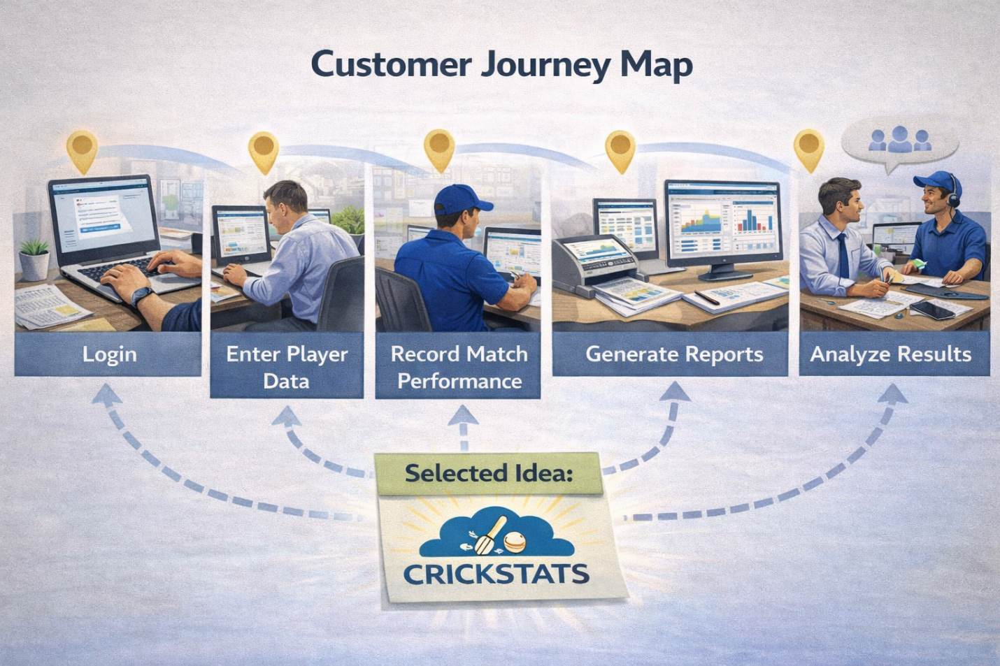 Customer Journey Map
Login
Enter Player
Data
Record Match
Performance
Generate Reports
Analyze Results
Selected Idea:
CRICKSTATS